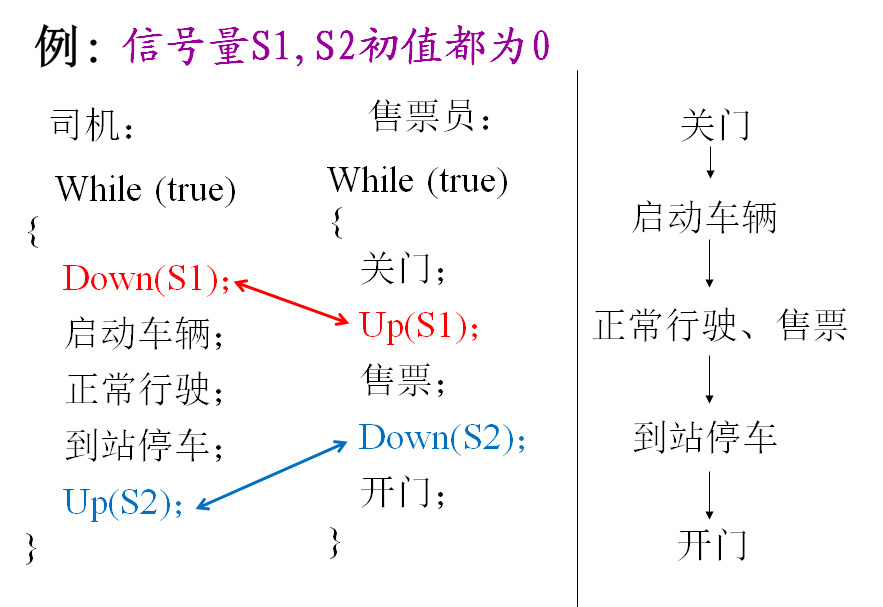 例：信号量S1,S2初值都为0
司机：
While (true)
{
Down(S1)；
启动车辆；
正常行驶；
到站停车；
Up(S2)；
}
售票员：
While (true)
{
关门；
Up(S1)；
售票；
Down(S2)；
开门；
}
关门
启动车辆
正常行驶、售票
到站停车
开门